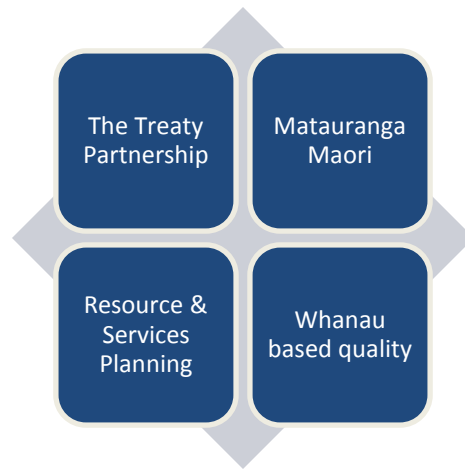 The Treaty
Partnership
Matauranga
Maori
Resource &
Services
Planning
Whanau
based quality